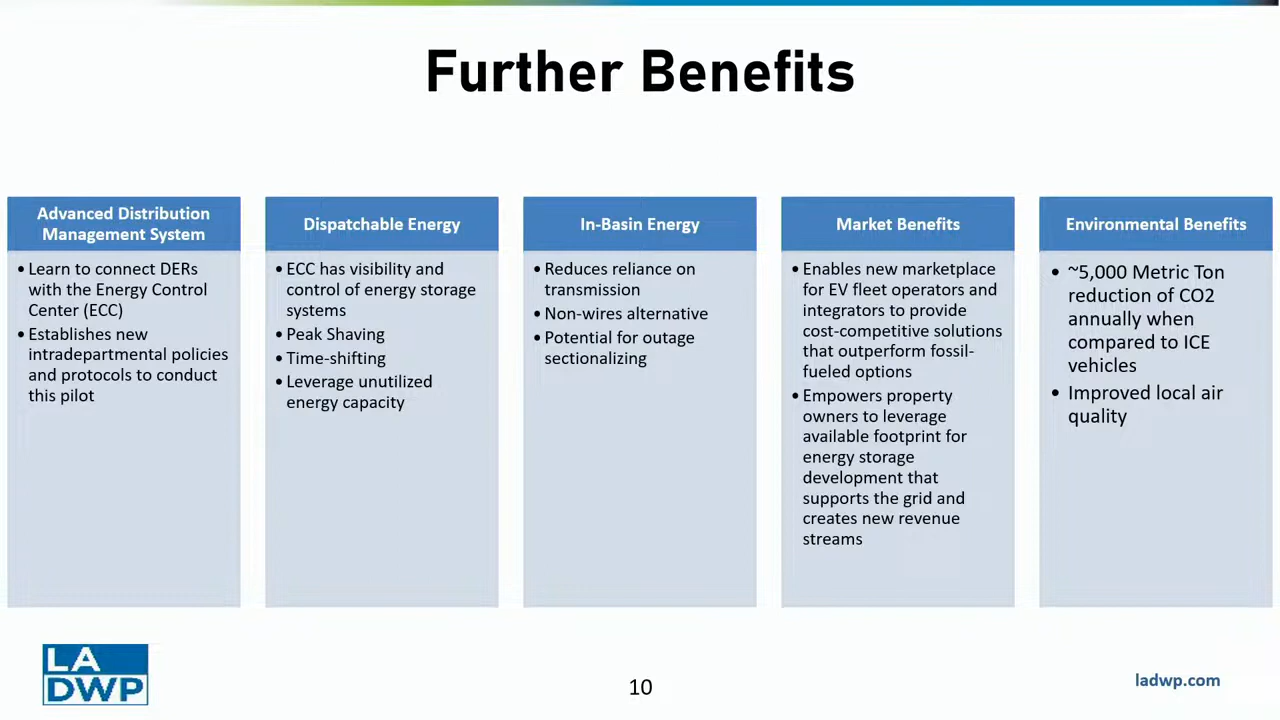 Further Benefits
Advanced Distribution
Management System
• Learn to connect DERs
with the Energy Control
Center (ECC)
• Establishes new
intradepartmental policies
and protocols to conduct
this pilot
Dispatchable Energy
• ECC has visibility and
control of energy storage
systems
• Peak Shaving
• Time-shifting
• Leverage unutilized
energy capacity
In-Basin Energy
• Reduces reliance on
transmission
• Non-wires alternative
• Potential for outage
sectionalizing
Market Benefits
• Enables new marketplace
for EV fleet operators and
integrators to provide
cost-competitive solutions
that outperform fossil-
fueled options
• Empowers property
owners to leverage
available footprint for
energy storage
development that
supports the grid and
creates new revenue
streams
Environmental Benefits
• ~5,000 Metric Ton
reduction of CO2
annually when
compared to ICE
vehicles
• Improved local air
quality
LA
DWP
10
ladwp.com